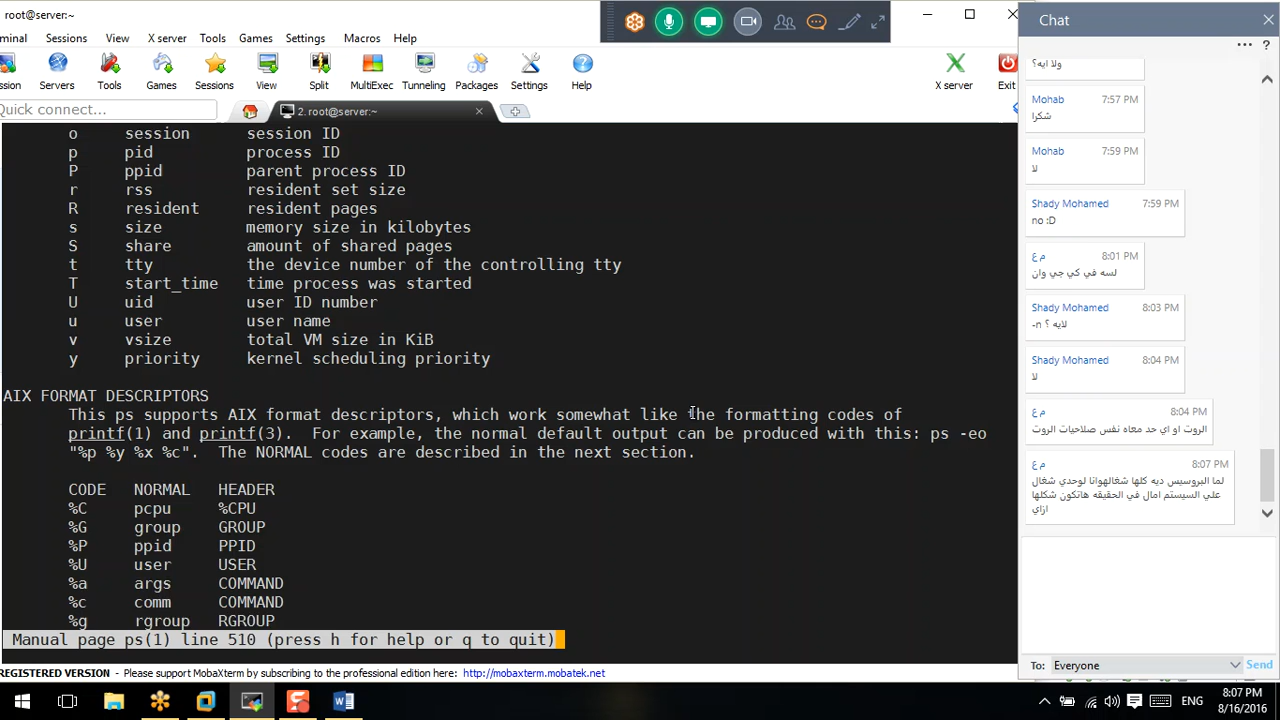 root@server:~
minal Sessions View X server Tools Games Settings Macros Help
sion Servers Tools Games Sessions View Split MultiExec Tunneling Packages Settings Help X server Exit
Quick connect... 2. root@server:~
o session session ID
p pid process ID
P ppid parent process ID
r rss resident set size
R resident resident pages
s size memory size in kilobytes
S share amount of shared pages
t tty the device number of the controlling tty
T start_time time process was started
U uid user ID number
u user user name
v vsize total VM size in KiB
y priority kernel scheduling priority
AIX FORMAT DESCRIPTORS
This ps supports AIX format descriptors, which work somewhat like the formatting codes of
printf(1) and printf(3). For example, the normal default output can be produced with this: ps -eo
"%p %y %x %c". The NORMAL codes are described in the next section.
CODE NORMAL HEADER
%C pcpu %CPU
%G group GROUP
%P ppid PPID
%U user USER
%a args COMMAND
%c comm COMMAND
%g rgroup RGROUP
Manual page ps(1) line 510 (press h for help or q to quit)
REGISTERED VERSION - Please support MobaXterm by subscribing to the professional edition here: http://mobaxterm.mobatek.net
Chat
... ?
ولا ايه؟
Mohab 7:57 PM
شكرا
Mohab 7:59 PM
لا
Shady Mohamed 7:59 PM
no :D
م ع 8:01 PM
لسه في كي جي وان
Shady Mohamed 8:03 PM
-n لايه ؟
Shady Mohamed 8:04 PM
لا
م ع 8:04 PM
الروت او اي حد معاه نفس صلاحيات الروت
م ع 8:07 PM
لما البروسيس ديه كلها شغالهوانا لوحدي شغال
علي السيستم امال في الحقيقه هاتكون شكلها
ازاي
To: Everyone Send
ENG 8:07 PM
8/16/2016